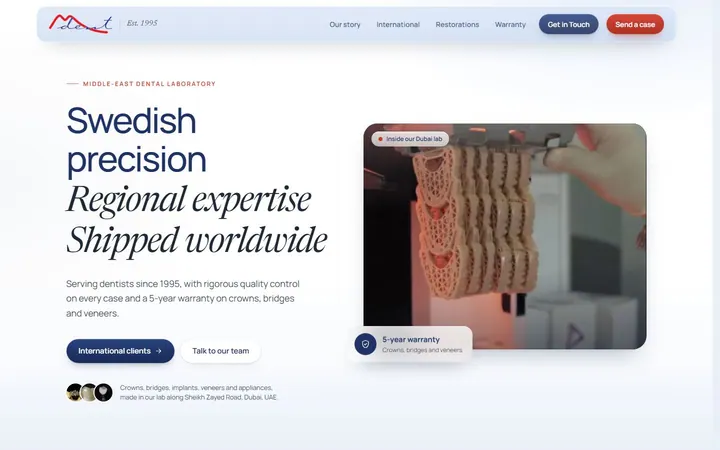 dent
Est. 1995
Our story
International
Restorations
Warranty
Get in Touch
Send a case
MIDDLE-EAST DENTAL LABORATORY
Swedish
precision
Regional expertise
Shipped worldwide
Serving dentists since 1995, with rigorous quality control
on every case and a 5-year warranty on crowns, bridges
and veneers.
International clients →
Talk to our team
Crowns, bridges, implants, veneers and appliances,
made in our lab along Sheikh Zayed Road, Dubai, UAE.
Inside our Dubai lab
5-year warranty
Crowns, bridges and veneers